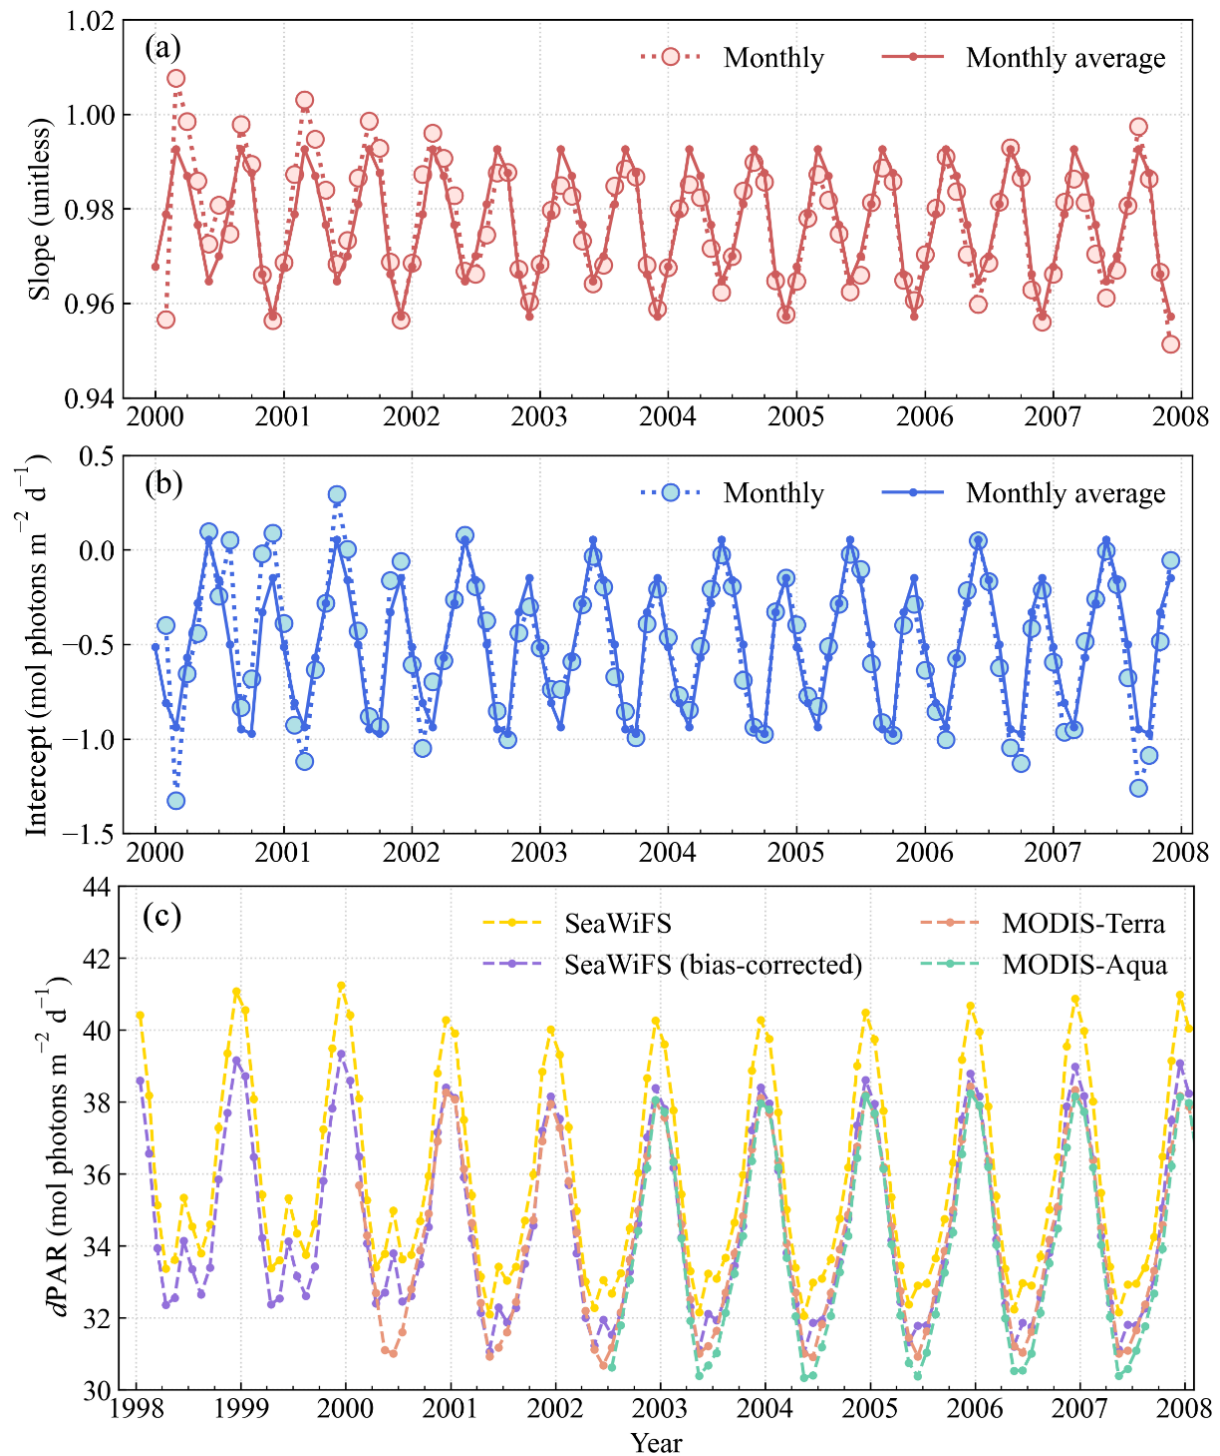 1.02
(a)
Monthly
Monthly average
1.00
0.98
0.96
0.94
Slope (unitless)
2000 2001 2002 2003 2004 2005 2006 2007 2008
0.5
(b)
Monthly
Monthly average
0.0
−0.5
−1.0
−1.5
Intercept (mol photons m⁻² d⁻¹)
2000 2001 2002 2003 2004 2005 2006 2007 2008
44
(c)
SeaWiFS
MODIS-Terra
SeaWiFS (bias-corrected)
MODIS-Aqua
42
40
38
36
34
32
30
dPAR (mol photons m⁻² d⁻¹)
1998 1999 2000 2001 2002 2003 2004 2005 2006 2007 2008
Year